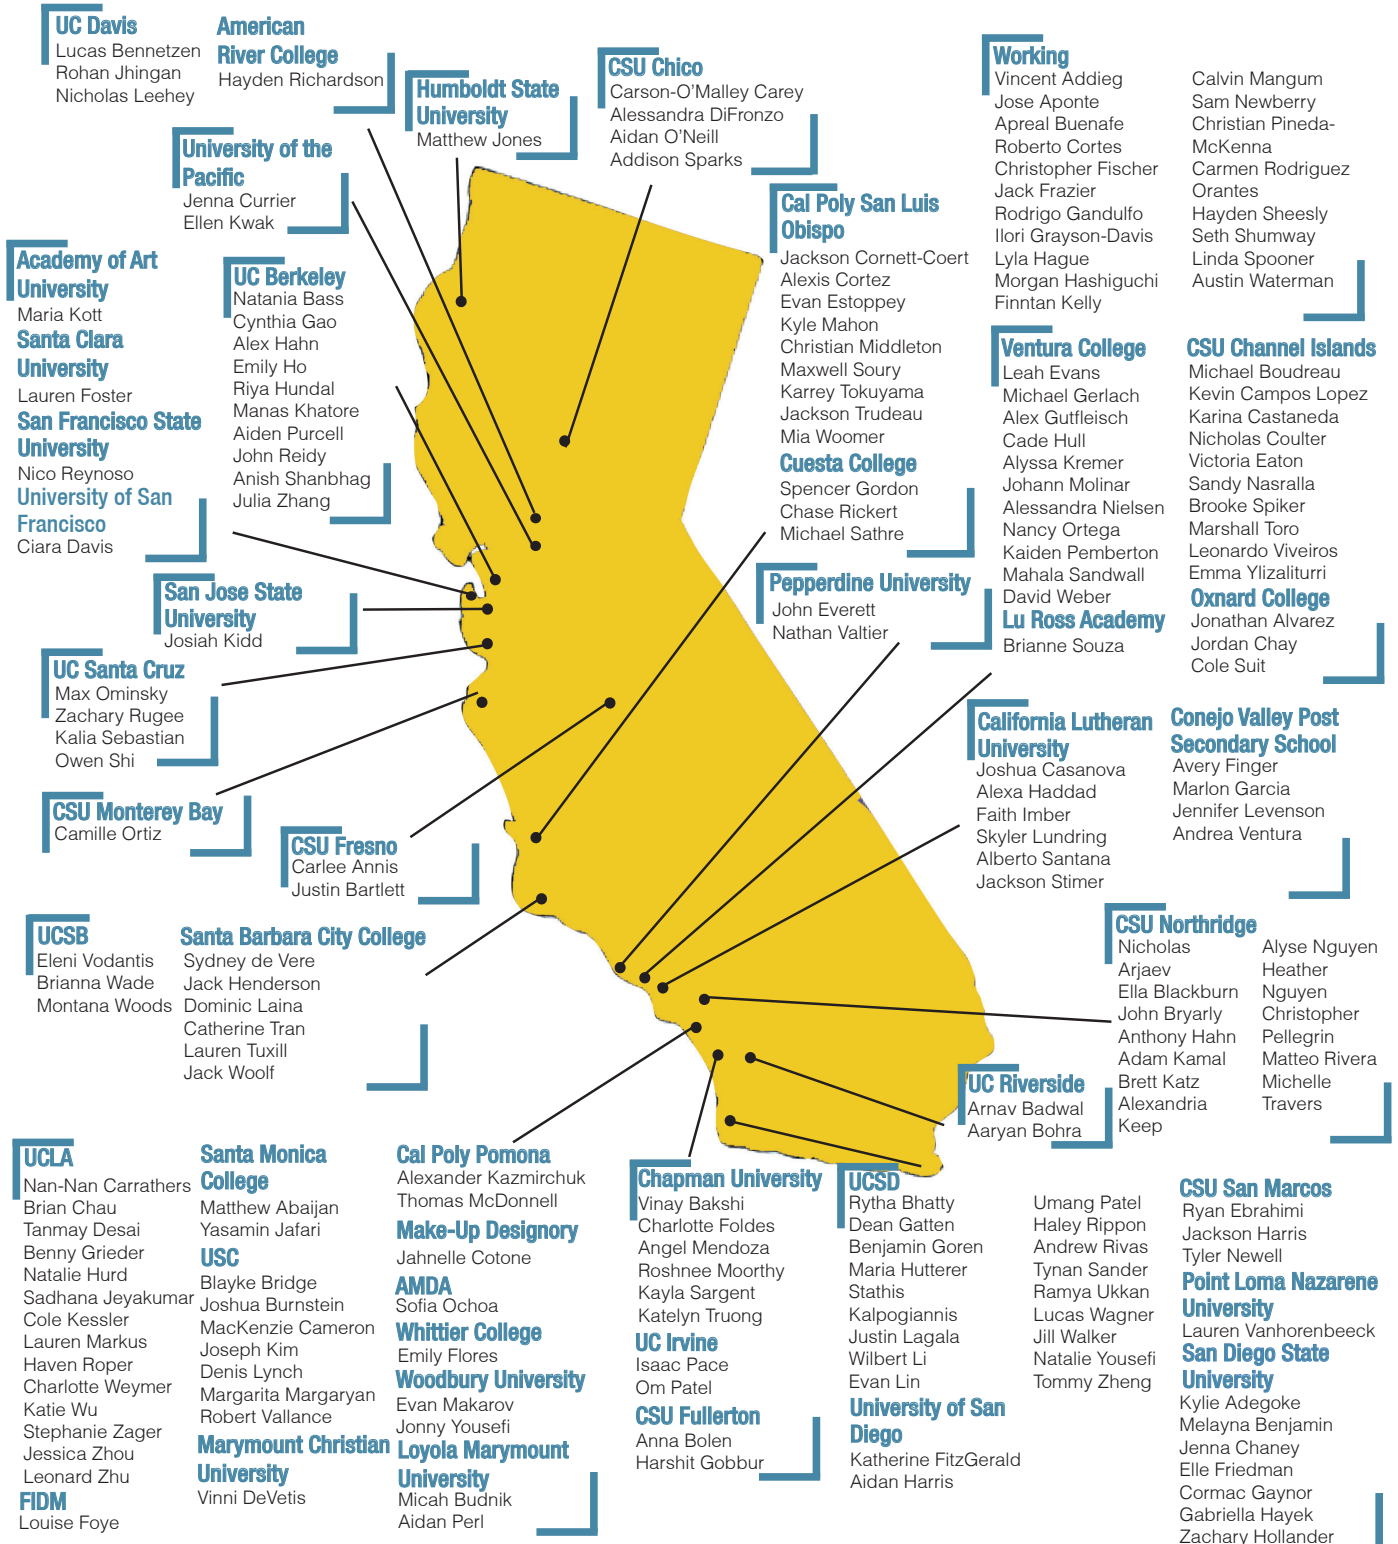 UC Davis
Lucas Bennetzen
Rohan Jhingan
Nicholas Leehey
American
River College
Hayden Richardson
Humboldt State
University
Matthew Jones
CSU Chico
Carson-O’Malley Carey
Alessandra DiFronzo
Aidan O’Neill
Addison Sparks
Working
Vincent Addieg
Jose Aponte
Apreal Buenafe
Roberto Cortes
Christopher Fischer
Jack Frazier
Rodrigo Gandulfo
Ilori Grayson-Davis
Lyla Hague
Morgan Hashiguchi
Finntan Kelly
Calvin Mangum
Sam Newberry
Christian Pineda-
McKenna
Carmen Rodriguez
Orantes
Hayden Sheesly
Seth Shumway
Linda Spooner
Austin Waterman
University of the
Pacific
Jenna Currier
Ellen Kwak
Academy of Art
University
Maria Kott
Santa Clara
University
Lauren Foster
San Francisco State
University
Nico Reynoso
University of San
Francisco
Ciara Davis
UC Berkeley
Natania Bass
Cynthia Gao
Alex Hahn
Emily Ho
Riya Hundal
Manas Khatore
Aiden Purcell
John Reidy
Anish Shanbhag
Julia Zhang
Cal Poly San Luis
Obispo
Jackson Cornett-Coert
Alexis Cortez
Evan Estoppey
Kyle Mahon
Christian Middleton
Maxwell Soury
Karrey Tokuyama
Jackson Trudeau
Mia Woomer
Cuesta College
Spencer Gordon
Chase Rickert
Michael Sathre
Ventura College
Leah Evans
Michael Gerlach
Alex Gutfleisch
Cade Hull
Alyssa Kremer
Johann Molinar
Alessandra Nielsen
Nancy Ortega
Kaiden Pemberton
Mahala Sandwall
David Weber
Lu Ross Academy
Brianne Souza
CSU Channel Islands
Michael Boudreau
Kevin Campos Lopez
Karina Castaneda
Nicholas Coulter
Victoria Eaton
Sandy Nasralla
Brooke Spiker
Marshall Toro
Leonardo Viveiros
Emma Ylizaliturri
Oxnard College
Jonathan Alvarez
Jordan Chay
Cole Suit
San Jose State
University
Josiah Kidd
Pepperdine University
John Everett
Nathan Valtier
UC Santa Cruz
Max Ominsky
Zachary Rugee
Kalia Sebastian
Owen Shi
CSU Monterey Bay
Camille Ortiz
CSU Fresno
Carlee Annis
Justin Bartlett
California Lutheran
University
Joshua Casanova
Alexa Haddad
Faith Imber
Skyler Lundring
Alberto Santana
Jackson Stimer
Conejo Valley Post
Secondary School
Avery Finger
Marlon Garcia
Jennifer Levenson
Andrea Ventura
UCSB
Eleni Vodantis
Brianna Wade
Montana Woods
Santa Barbara City College
Sydney de Vere
Jack Henderson
Dominic Laina
Catherine Tran
Lauren Tuxill
Jack Woolf
CSU Northridge
Nicholas
Arjaev
Ella Blackburn
John Bryarly
Anthony Hahn
Adam Kamal
Brett Katz
Alexandria
Keep
Alyse Nguyen
Heather
Nguyen
Christopher
Pellegrin
Matteo Rivera
Michelle
Travers
UC Riverside
Arnav Badwal
Aaryan Bohra
UCLA
Nan-Nan Carrathers
Brian Chau
Tanmay Desai
Benny Grieder
Natalie Hurd
Sadhana Jeyakumar
Cole Kessler
Lauren Markus
Haven Roper
Charlotte Weymer
Katie Wu
Stephanie Zager
Jessica Zhou
Leonard Zhu
FIDM
Louise Foye
Santa Monica
College
Matthew Abaijan
Yasamin Jafari
USC
Blayke Bridge
Joshua Burnstein
MacKenzie Cameron
Joseph Kim
Denis Lynch
Margarita Margaryan
Robert Vallance
Marymount Christian
University
Vinni DeVetis
Cal Poly Pomona
Alexander Kazmirchuk
Thomas McDonnell
Make-Up Designory
Jahnelle Cotone
AMDA
Sofia Ochoa
Whittier College
Emily Flores
Woodbury University
Evan Makarov
Jonny Yousefi
Loyola Marymount
University
Micah Budnik
Aidan Perl
Chapman University
Vinay Bakshi
Charlotte Foldes
Angel Mendoza
Roshnee Moorthy
Kayla Sargent
Katelyn Truong
UC Irvine
Isaac Pace
Om Patel
CSU Fullerton
Anna Bolen
Harshit Gobbur
UCSD
Rytha Bhatty
Dean Gatten
Benjamin Goren
Maria Hutterer
Stathis
Kalpogiannis
Justin Lagala
Wilbert Li
Evan Lin
University of San
Diego
Katherine FitzGerald
Aidan Harris
Umang Patel
Haley Rippon
Andrew Rivas
Tynan Sander
Ramya Ukkan
Lucas Wagner
Jill Walker
Natalie Yousefi
Tommy Zheng
CSU San Marcos
Ryan Ebrahimi
Jackson Harris
Tyler Newell
Point Loma Nazarene
University
Lauren Vanhorenbeeck
San Diego State
University
Kylie Adegoke
Melayna Benjamin
Jenna Chaney
Elle Friedman
Cormac Gaynor
Gabriella Hayek
Zachary Hollander